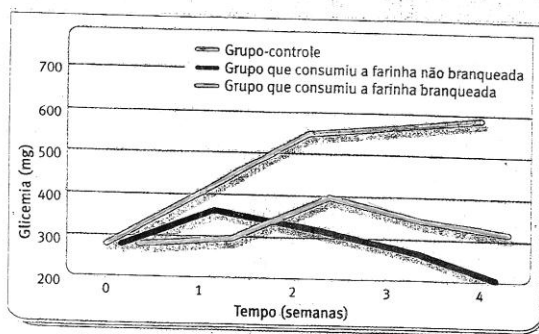 Grupo-controle
Grupo que consumiu a farinha não branqueada
Grupo que consumiu a farinha branqueada
700
600
500
400
300
200
Glicemia (mg)
0 1 2 3 4
Tempo (semanas)